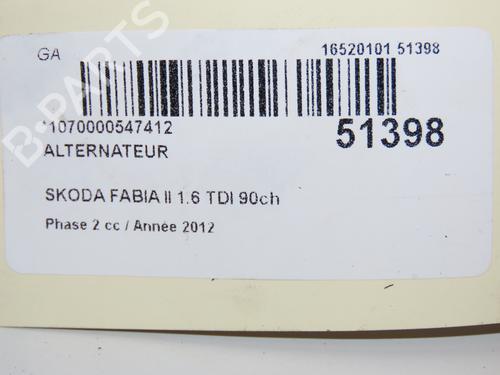 GA
16520101 51398
*1070000547412
51398
ALTERNATEUR
SKODA FABIA II 1.6 TDI 90ch
Phase 2 cc / Année 2012
B-PARTS